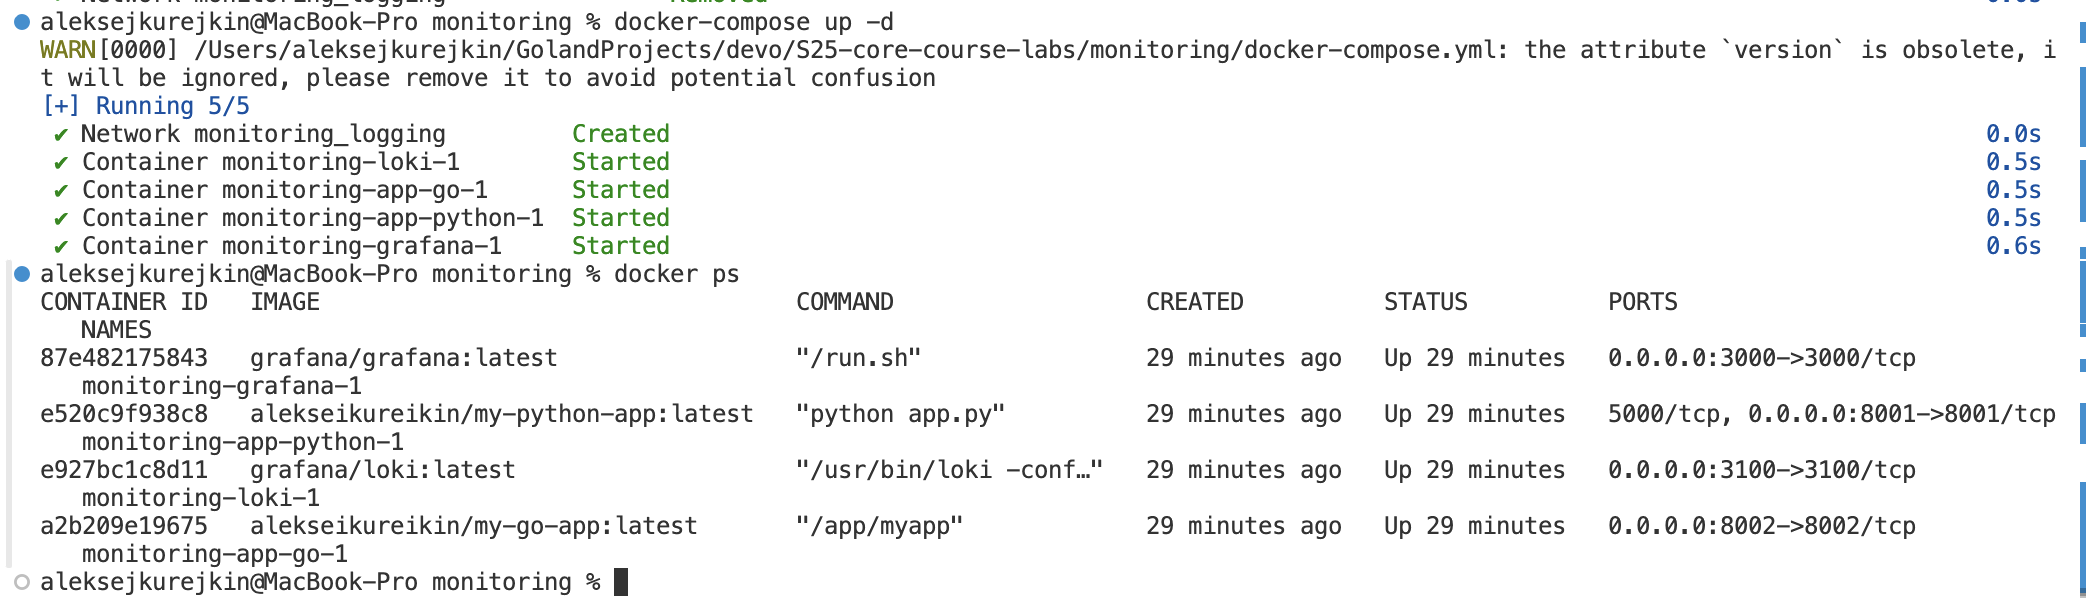 Network monitoring_logging Removed 0.0s
● aleksejkurejkin@MacBook-Pro monitoring % docker-compose up -d
WARN[0000] /Users/aleksejkurejkin/GolandProjects/devo/S25-core-course-labs/monitoring/docker-compose.yml: the attribute `version` is obsolete, i
t will be ignored, please remove it to avoid potential confusion
[+] Running 5/5
✔ Network monitoring_logging Created 0.0s
✔ Container monitoring-loki-1 Started 0.5s
✔ Container monitoring-app-go-1 Started 0.5s
✔ Container monitoring-app-python-1 Started 0.5s
✔ Container monitoring-grafana-1 Started 0.6s
● aleksejkurejkin@MacBook-Pro monitoring % docker ps
CONTAINER ID IMAGE COMMAND CREATED STATUS PORTS
NAMES
87e482175843 grafana/grafana:latest "/run.sh" 29 minutes ago Up 29 minutes 0.0.0.0:3000->3000/tcp
monitoring-grafana-1
e520c9f938c8 alekseikureikin/my-python-app:latest "python app.py" 29 minutes ago Up 29 minutes 5000/tcp, 0.0.0.0:8001->8001/tcp
monitoring-app-python-1
e927bc1c8d11 grafana/loki:latest "/usr/bin/loki -conf…" 29 minutes ago Up 29 minutes 0.0.0.0:3100->3100/tcp
monitoring-loki-1
a2b209e19675 alekseikureikin/my-go-app:latest "/app/myapp" 29 minutes ago Up 29 minutes 0.0.0.0:8002->8002/tcp
monitoring-app-go-1
○ aleksejkurejkin@MacBook-Pro monitoring %